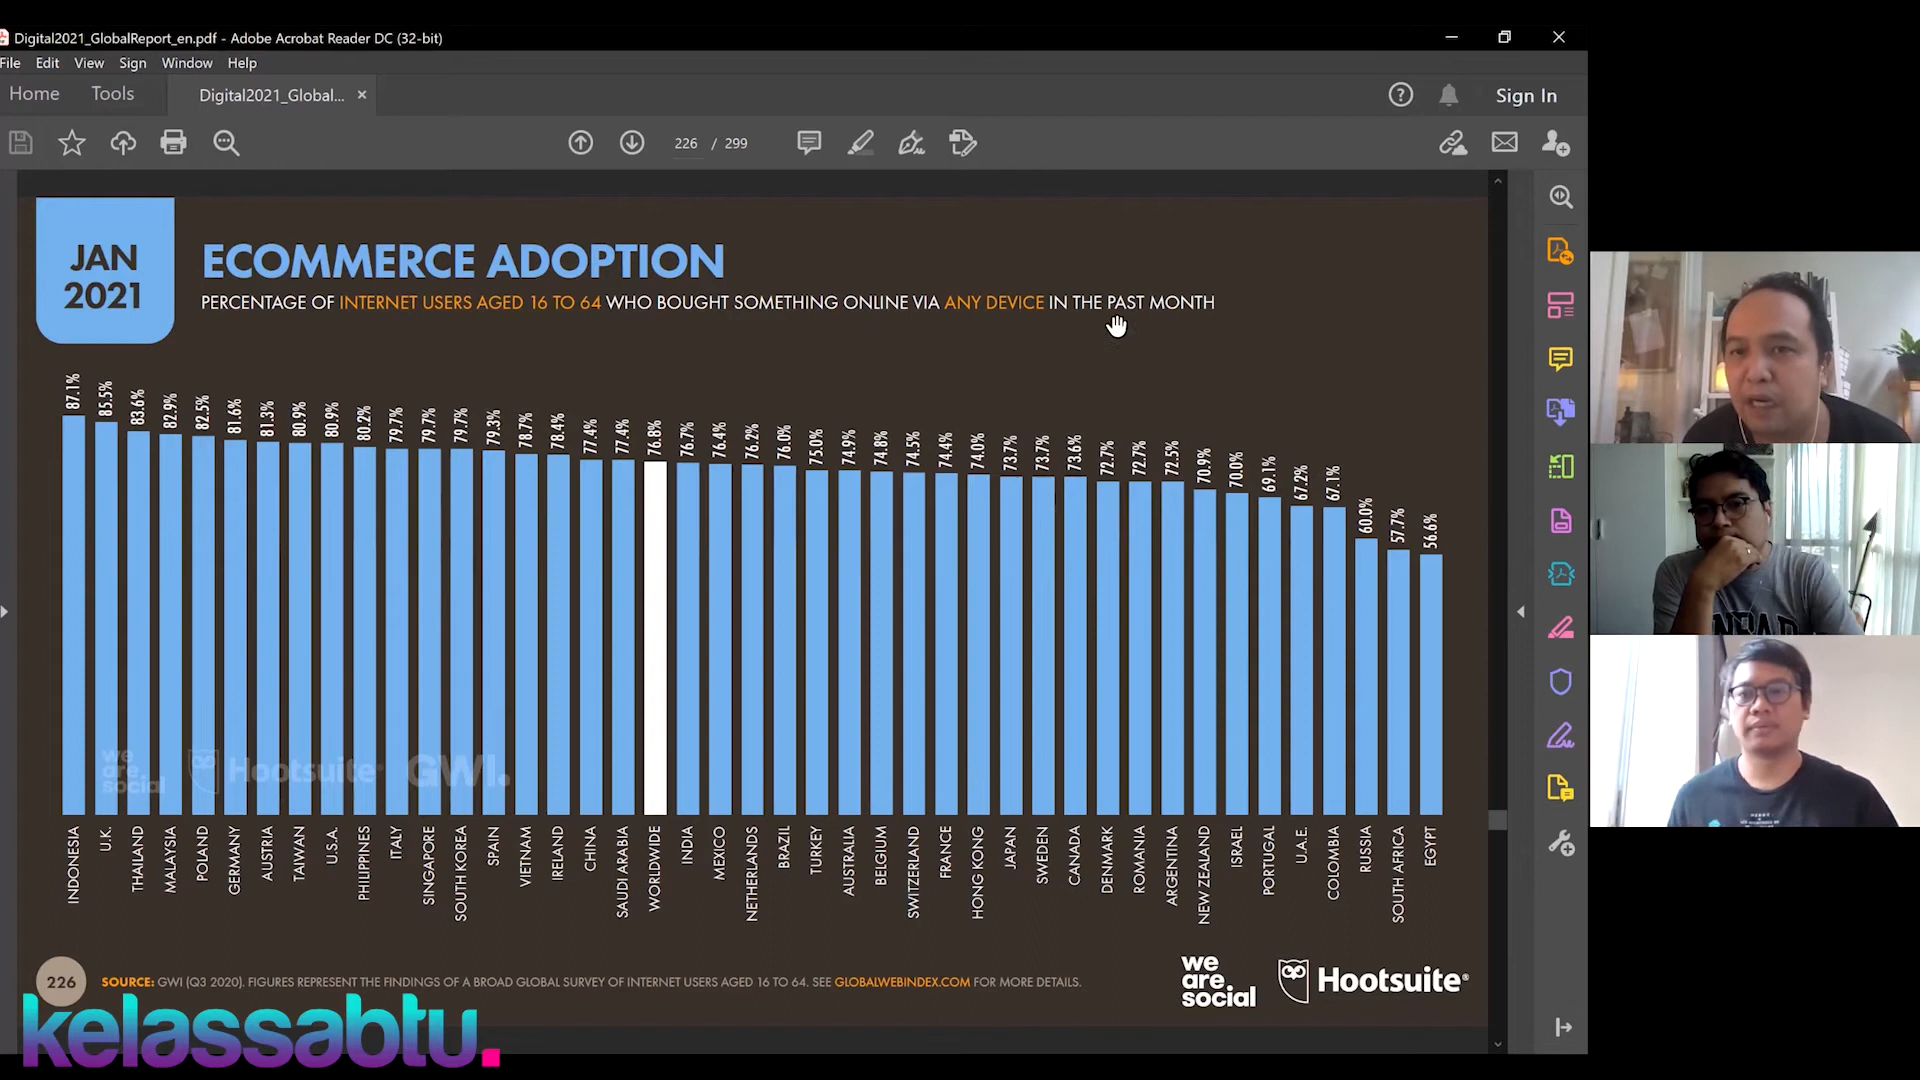 Digital2021_GlobalReport_en.pdf - Adobe Acrobat Reader DC (32-bit)
File Edit View Sign Window Help
Home Tools Digital2021_Global... × Sign In
226 / 299
JAN
2021
ECOMMERCE ADOPTION
PERCENTAGE OF INTERNET USERS AGED 16 TO 64 WHO BOUGHT SOMETHING ONLINE VIA ANY DEVICE IN THE PAST MONTH
87.1% 85.5% 83.6% 82.9% 82.5% 81.6% 81.3% 80.9% 80.9% 80.2% 79.7% 79.7% 79.7% 79.3% 78.7% 78.4% 77.4% 77.4% 76.8% 76.7% 76.4% 76.2% 76.0% 75.0% 74.9% 74.8% 74.5% 74.4% 74.0% 73.7% 73.7% 73.6% 72.7% 72.7% 72.5% 70.9% 70.0% 69.1% 67.2% 67.1% 60.0% 57.7% 56.6%
we
are
social
Hootsuite GWI.
INDONESIA U.K. THAILAND MALAYSIA POLAND GERMANY AUSTRIA TAIWAN U.S.A. PHILIPPINES ITALY SINGAPORE SOUTH KOREA SPAIN VIETNAM IRELAND CHINA SAUDI ARABIA WORLDWIDE INDIA MEXICO NETHERLANDS BRAZIL TURKEY AUSTRALIA BELGIUM SWITZERLAND FRANCE HONG KONG JAPAN SWEDEN CANADA DENMARK ROMANIA ARGENTINA NEW ZEALAND ISRAEL PORTUGAL U.A.E. COLOMBIA RUSSIA SOUTH AFRICA EGYPT
226 SOURCE: GWI (Q3 2020). FIGURES REPRESENT THE FINDINGS OF A BROAD GLOBAL SURVEY OF INTERNET USERS AGED 16 TO 64. SEE GLOBALWEBINDEX.COM FOR MORE DETAILS.
we
are
social
Hootsuite®
kelassabtu.